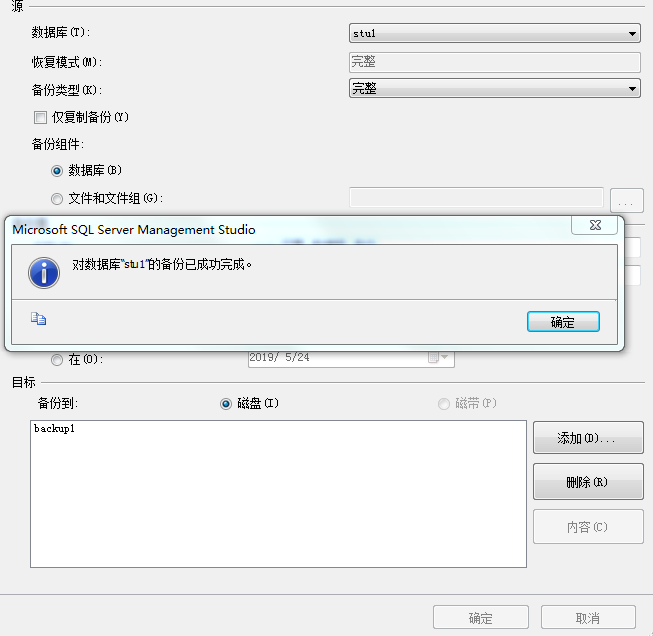 源
数据库(T):
stu1
恢复模式(M):
完整
备份类型(K):
完整
仅复制备份(Y)
备份组件:
数据库(B)
文件和文件组(G):
...
Microsoft SQL Server Management Studio
对数据库"stu1"的备份已成功完成。
确定
在(O):
2019/ 5/24
目标
备份到:
磁盘(I)
磁带(P)
backup1
添加(D)...
删除(R)
内容(C)
确定
取消